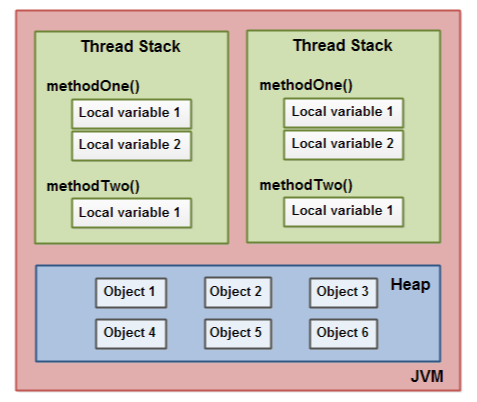 Thread Stack
methodOne()
Local variable 1
Local variable 2
methodTwo()
Local variable 1
Thread Stack
methodOne()
Local variable 1
Local variable 2
methodTwo()
Local variable 1
Heap
Object 1
Object 2
Object 3
Object 4
Object 5
Object 6
JVM